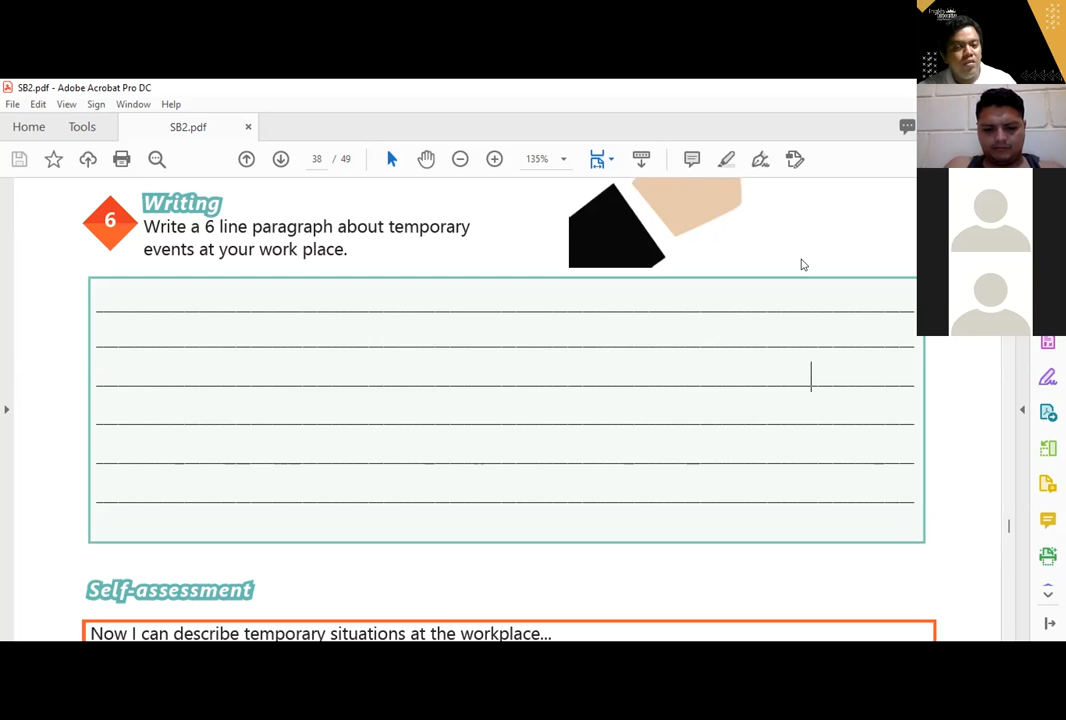 SB2.pdf - Adobe Acrobat Pro DC
File Edit View Sign Window Help
Home Tools SB2.pdf ×
38 / 49 135%
6 Writing
Write a 6 line paragraph about temporary
events at your work place.
Self-assessment
Now I can describe temporary situations at the workplace...